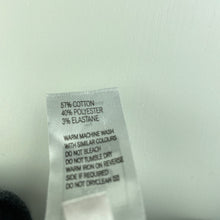 57% COTTON
40% POLYESTER
3% ELASTANE
WARM MACHINE WASH
WITH SIMILAR COLOURS
DO NOT BLEACH
DO NOT TUMBLE DRY
WARM IRON ON REVERSE
SIDE IF REQUIRED
DO NOT DRYCLEAN